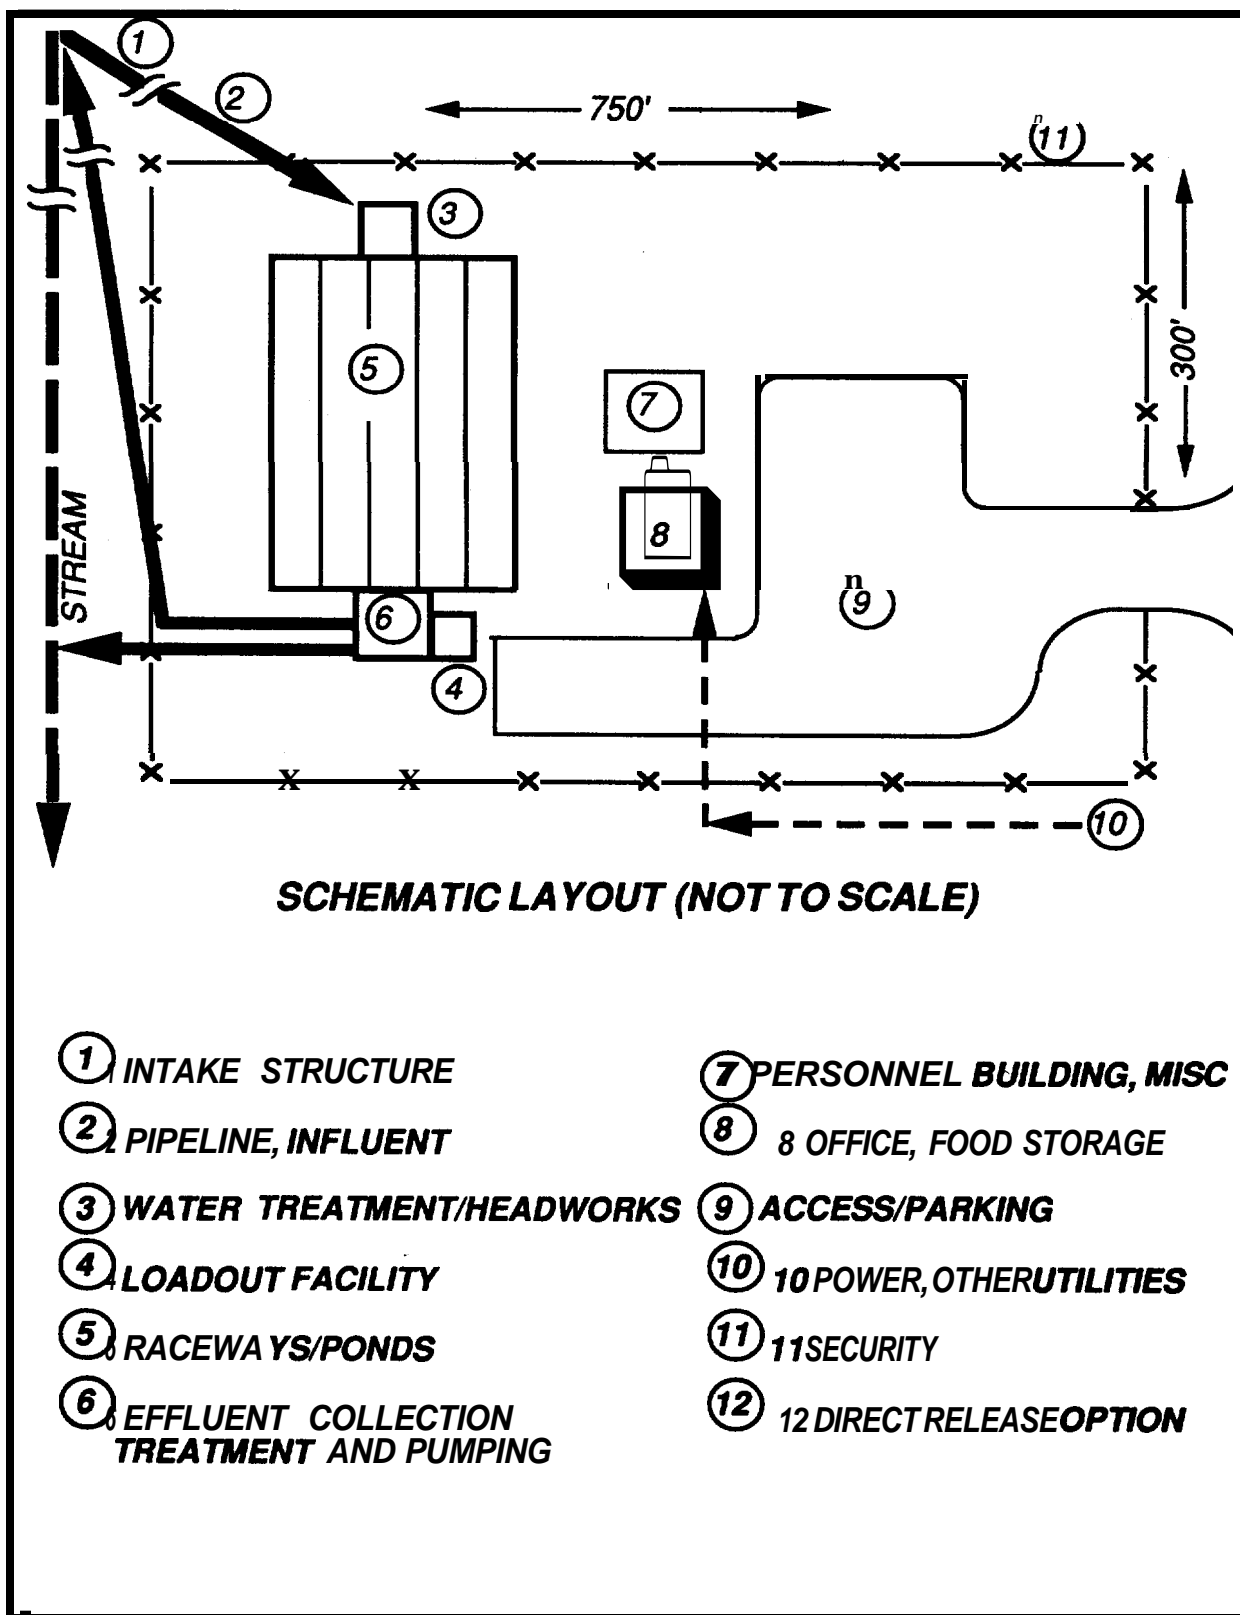 1
2
750'
n
11
3
5
300'
7
STREAM
8
n
9
6
4
10
SCHEMATIC LAYOUT (NOT TO SCALE)
1 INTAKE STRUCTURE
2 PIPELINE, INFLUENT
3 WATER TREATMENT/HEADWORKS
4 LOADOUT FACILITY
5 RACEWAYS/PONDS
6 EFFLUENT COLLECTION
TREATMENT AND PUMPING
7 PERSONNEL BUILDING, MISC
8 8 OFFICE, FOOD STORAGE
9 ACCESS/PARKING
10 10 POWER, OTHER UTILITIES
11 11 SECURITY
12 12 DIRECT RELEASE OPTION